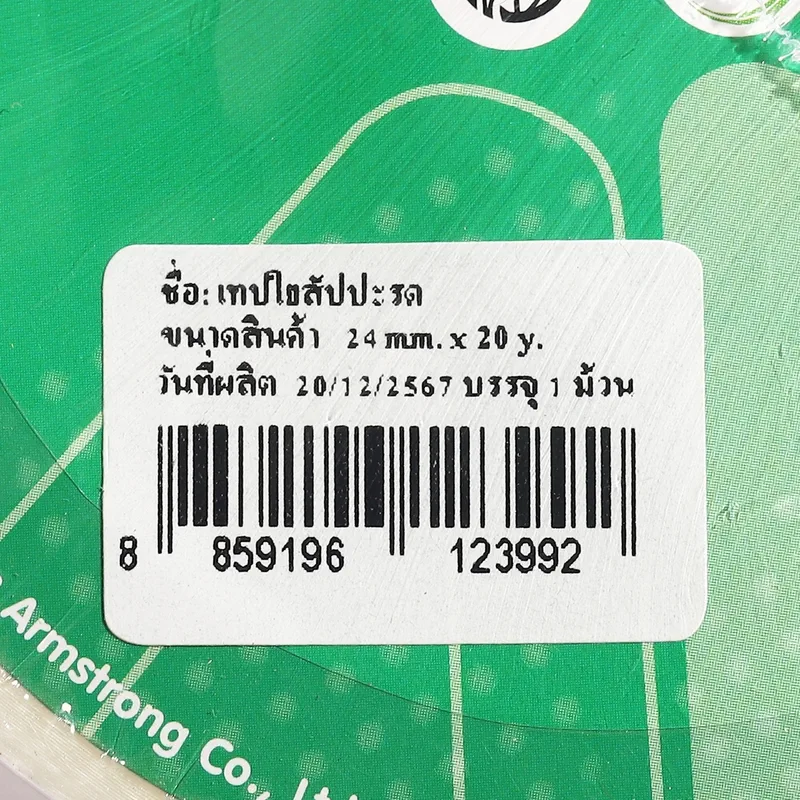 ชื่อ: เทปใยสัปปะรด
ขนาดสินค้า 24 mm. x 20 y.
วันที่ผลิต 20/12/2567 บรรจุ 1 ม้วน
8 859196 123992
Armstrong Co., Lt